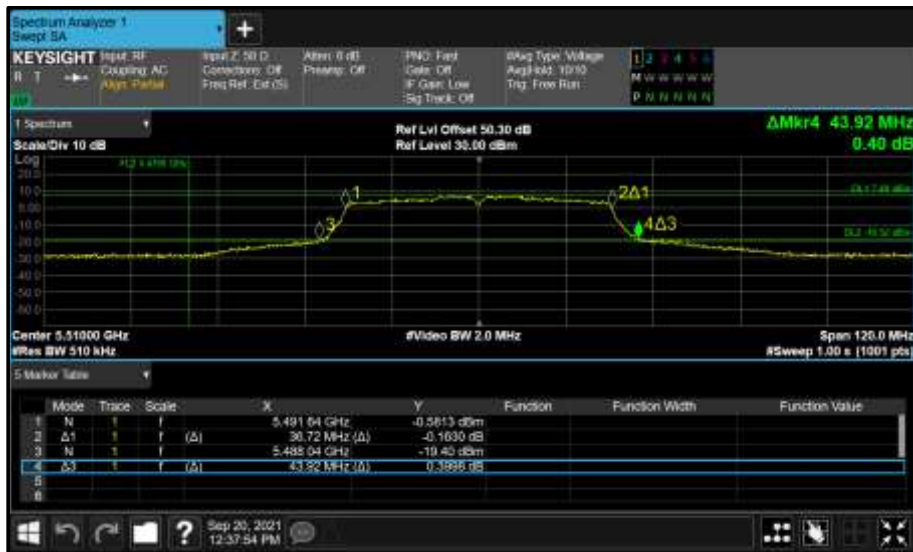 Spectrum Analyzer 1
Swept SA
+
KEYSIGHT Input: RF Input Z: 50 Ω Atten: 0 dB PNO: Fast #Avg Type: Voltage 1 2 3 4 5 6
R T Coupling: AC Corrections: Off Preamp: Off Gate: Off Avg|Hold: 10/10 M W W W W W
Align: Partial Freq Ref: Ext (S) IF Gain: Low Trig: Free Run
Sig Track: Off P N N N N N
1 Spectrum
Ref Lvl Offset 50.30 dB ΔMkr4 43.92 MHz
Scale/Div 10 dB Ref Level 30.00 dBm 0.40 dB
Log
20.0
10.0
0.00
-10.0
-20.0
-30.0
-40.0
-50.0
-60.0
1
2Δ1
3
4Δ3
Center 5.51000 GHz #Video BW 2.0 MHz Span 120.0 MHz
#Res BW 510 kHz #Sweep 1.00 s (1001 pts)
5 Marker Table
Mode Trace Scale X Y Function Function Width Function Value
1 N 1 f 5.491 64 GHz -0.5813 dBm
2 Δ1 1 f (Δ) 36.72 MHz (Δ) -0.1630 dB
3 N 1 f 5.488 04 GHz -19.40 dBm
4 Δ3 1 f (Δ) 43.92 MHz (Δ) 0.3996 dB
5
6
?
Sep 20, 2021
12:37:54 PM